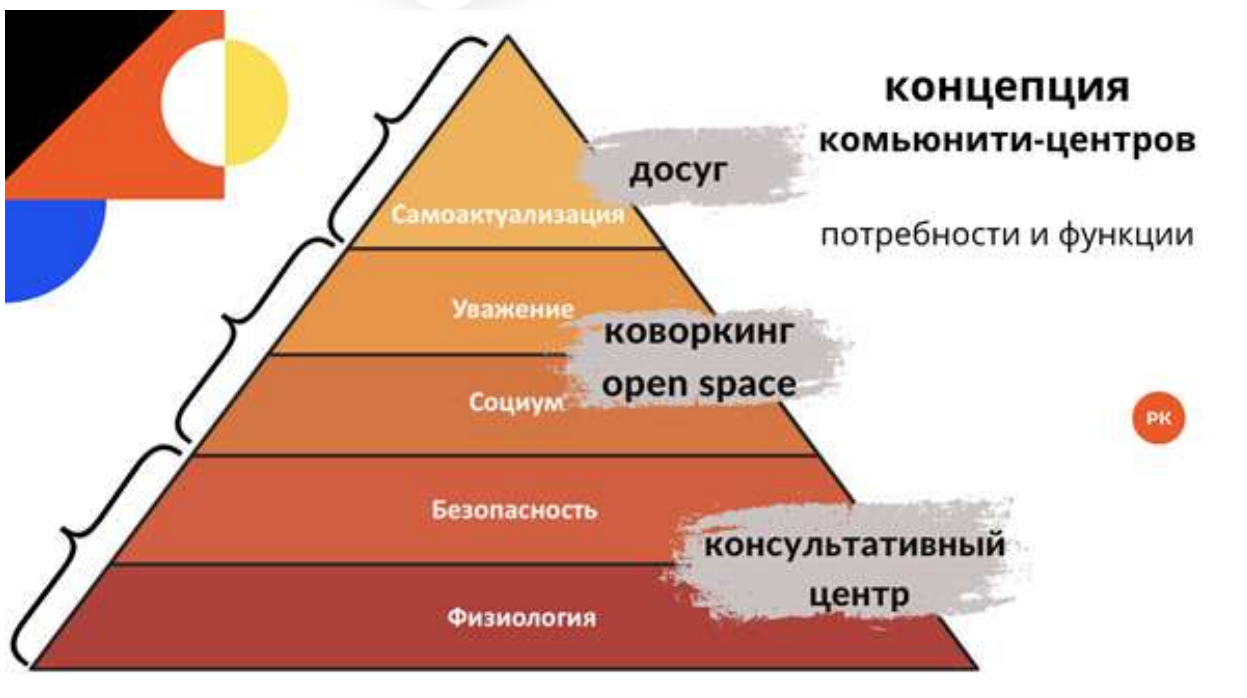 концепция
комьюнити-центров
потребности и функции
досуг
Самоактуализация
Уважение
коворкинг
open space
Социум
Безопасность
консультативный
центр
Физиология
РК